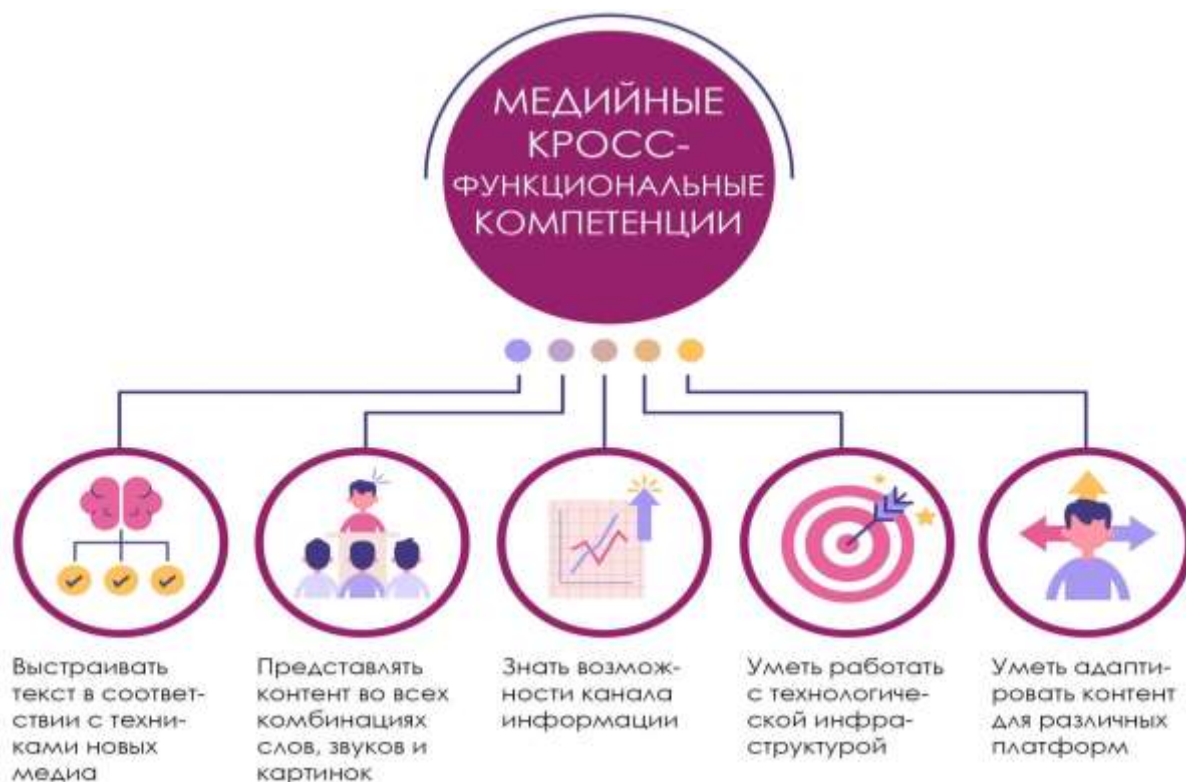 МЕДИЙНЫЕ
КРОСС-
ФУНКЦИОНАЛЬНЫЕ
КОМПЕТЕНЦИИ
Выстраивать
текст в соответ-
ствии с техни-
ками новых
медиа
Представлять
контент во всех
комбинациях
слов, звуков и
картинок
Знать возмож-
ности канала
информации
Уметь работать
с технологиче-
ской инфра-
структурой
Уметь адапти-
ровать контент
для различных
платформ